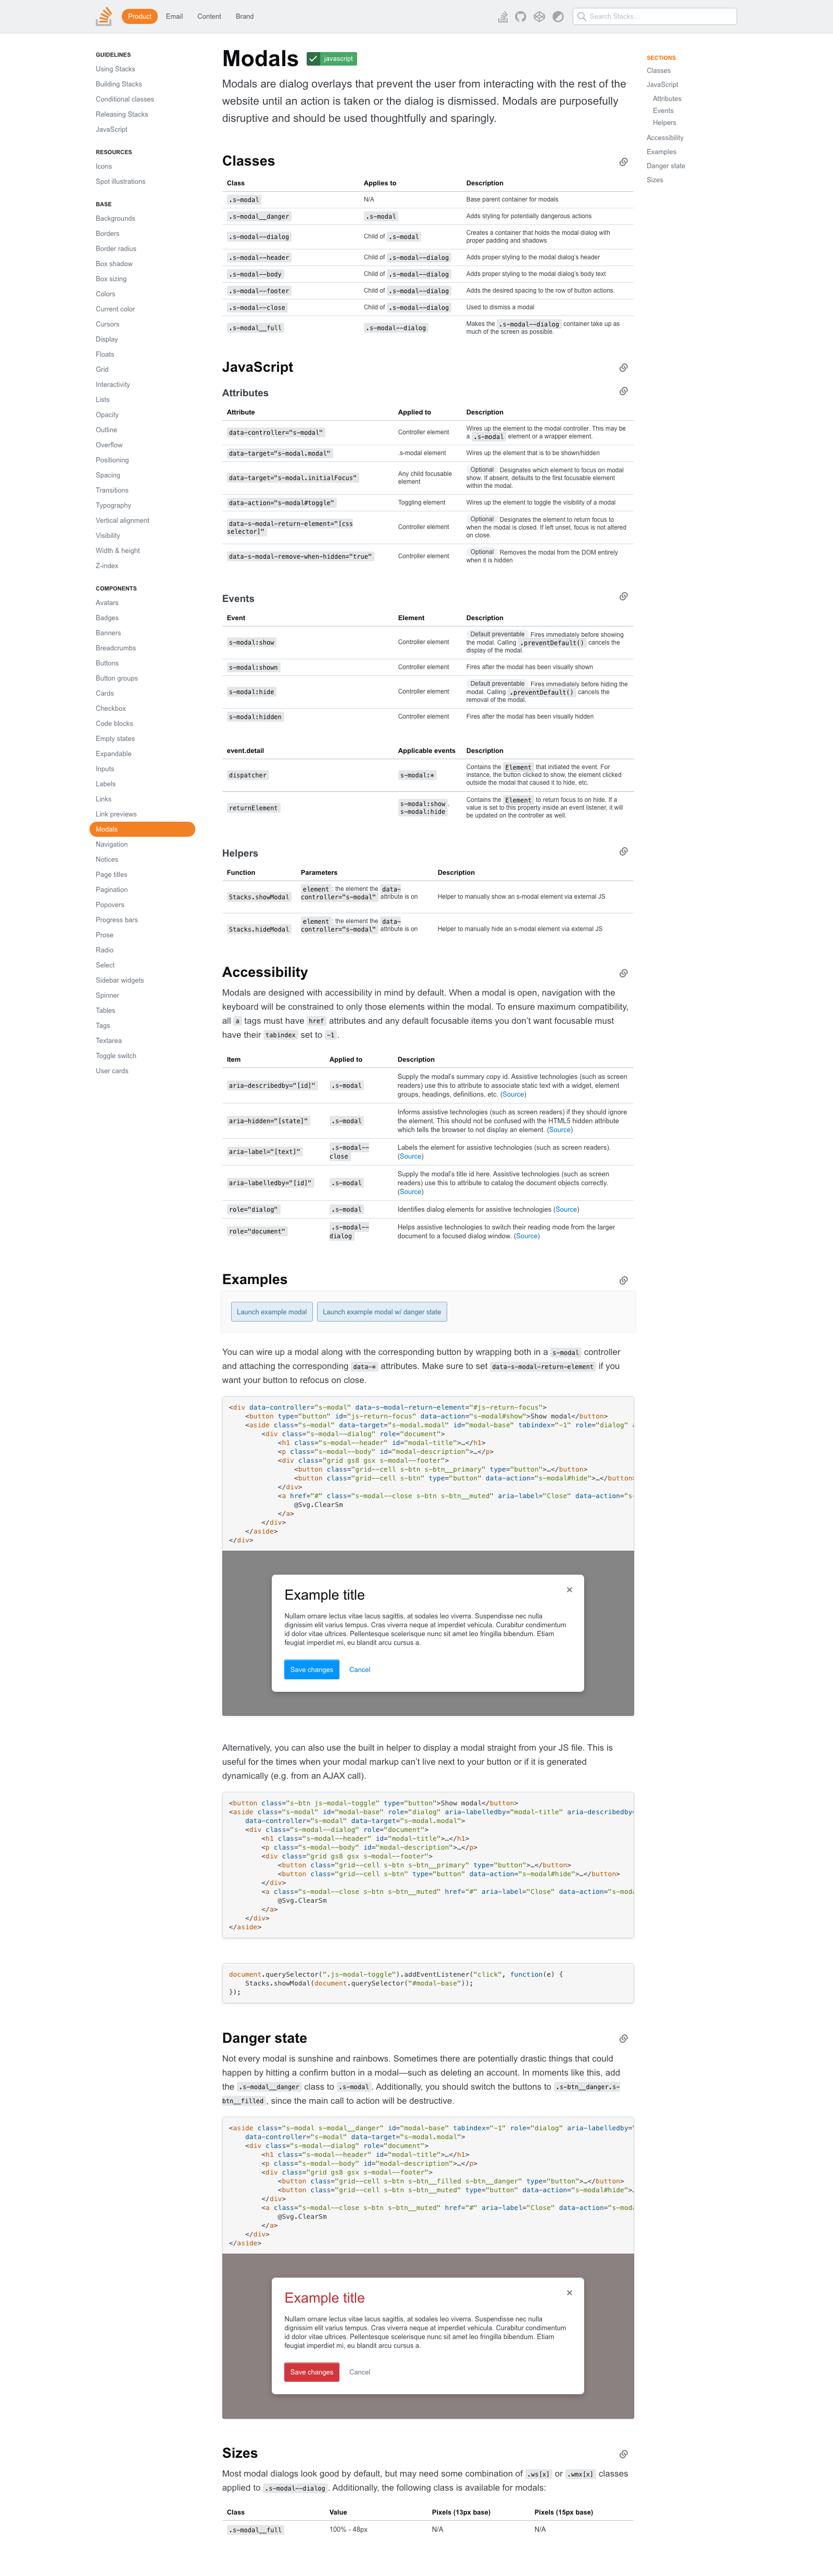 Product Email Content Brand
Search Stacks…
GUIDELINES
Using Stacks
Building Stacks
Conditional classes
Releasing Stacks
JavaScript
RESOURCES
Icons
Spot illustrations
BASE
Backgrounds
Borders
Border radius
Box shadow
Box sizing
Colors
Current color
Cursors
Display
Floats
Grid
Interactivity
Lists
Opacity
Outline
Overflow
Positioning
Spacing
Transitions
Typography
Vertical alignment
Visibility
Width & height
Z-index
COMPONENTS
Avatars
Badges
Banners
Breadcrumbs
Buttons
Button groups
Cards
Checkbox
Code blocks
Empty states
Expandable
Inputs
Labels
Links
Link previews
Modals
Navigation
Notices
Page titles
Pagination
Popovers
Progress bars
Prose
Radio
Select
Sidebar widgets
Spinner
Tables
Tags
Textarea
Toggle switch
User cards
Modals javascript
Modals are dialog overlays that prevent the user from interacting with the rest of the
website until an action is taken or the dialog is dismissed. Modals are purposefully
disruptive and should be used thoughtfully and sparingly.
SECTIONS
Classes
JavaScript
Attributes
Events
Helpers
Accessibility
Examples
Danger state
Sizes
Classes
Class Applies to Description
.s-modal N/A Base parent container for modals
.s-modal__danger .s-modal Adds styling for potentially dangerous actions
.s-modal--dialog Child of .s-modal Creates a container that holds the modal dialog with
proper padding and shadows
.s-modal--header Child of .s-modal--dialog Adds proper styling to the modal dialog's header
.s-modal--body Child of .s-modal--dialog Adds proper styling to the modal dialog's body text
.s-modal--footer Child of .s-modal--dialog Adds the desired spacing to the row of button actions.
.s-modal--close Child of .s-modal--dialog Used to dismiss a modal
.s-modal__full .s-modal--dialog Makes the .s-modal--dialog container take up as
much of the screen as possible.
JavaScript
Attributes
Attribute Applied to Description
data-controller="s-modal" Controller element Wires up the element to the modal controller. This may be
a .s-modal element or a wrapper element.
data-target="s-modal.modal" .s-modal element Wires up the element that is to be shown/hidden
data-target="s-modal.initialFocus" Any child focusable
element
Optional Designates which element to focus on modal
show. If absent, defaults to the first focusable element
within the modal.
data-action="s-modal#toggle" Toggling element Wires up the element to toggle the visibility of a modal
data-s-modal-return-element="[css
selector]"
Controller element
Optional Designates the element to return focus to
when the modal is closed. If left unset, focus is not altered
on close.
data-s-modal-remove-when-hidden="true" Controller element Optional Removes the modal from the DOM entirely
when it is hidden
Events
Event Element Description
s-modal:show Controller element
Default preventable Fires immediately before showing
the modal. Calling .preventDefault() cancels the
display of the modal.
s-modal:shown Controller element Fires after the modal has been visually shown
s-modal:hide Controller element
Default preventable Fires immediately before hiding the
modal. Calling .preventDefault() cancels the
removal of the modal.
s-modal:hidden Controller element Fires after the modal has been visually hidden
event.detail Applicable events Description
dispatcher s-modal:*
Contains the Element that initiated the event. For
instance, the button clicked to show, the element clicked
outside the modal that caused it to hide, etc.
returnElement
s-modal:show,
s-modal:hide
Contains the Element to return focus to on hide. If a
value is set to this property inside an event listener, it will
be updated on the controller as well.
Helpers
Function Parameters Description
Stacks.showModal element: the element the data-
controller="s-modal" attribute is on Helper to manually show an s-modal element via external JS
Stacks.hideModal element: the element the data-
controller="s-modal" attribute is on Helper to manually hide an s-modal element via external JS
Accessibility
Modals are designed with accessibility in mind by default. When a modal is open, navigation with the
keyboard will be constrained to only those elements within the modal. To ensure maximum compatibility,
all a tags must have href attributes and any default focusable items you don't want focusable must
have their tabindex set to -1.
Item Applied to Description
aria-describedby="[id]" .s-modal
Supply the modal's summary copy id. Assistive technologies (such as screen
readers) use this to attribute to associate static text with a widget, element
groups, headings, definitions, etc. (Source)
aria-hidden="[state]" .s-modal
Informs assistive technologies (such as screen readers) if they should ignore
the element. This should not be confused with the HTML5 hidden attribute
which tells the browser to not display an element. (Source)
aria-label="[text]"
.s-modal--
close
Labels the element for assistive technologies (such as screen readers).
(Source)
aria-labelledby="[id]" .s-modal
Supply the modal's title id here. Assistive technologies (such as screen
readers) use this to attribute to catalog the document objects correctly.
(Source)
role="dialog" .s-modal Identifies dialog elements for assistive technologies (Source)
role="document"
.s-modal--
dialog
Helps assistive technologies to switch their reading mode from the larger
document to a focused dialog window. (Source)
Examples
Launch example modal Launch example modal w/ danger state
You can wire up a modal along with the corresponding button by wrapping both in a s-modal controller
and attaching the corresponding data-* attributes. Make sure to set data-s-modal-return-element if you
want your button to refocus on close.
<div data-controller="s-modal" data-s-modal-return-element="#js-return-focus">
<button type="button" id="js-return-focus" data-action="s-modal#show">Show modal</button>
<aside class="s-modal" data-target="s-modal.modal" id="modal-base" tabindex="-1" role="dialog" a
<div class="s-modal--dialog" role="document">
<h1 class="s-modal--header" id="modal-title">…</h1>
<p class="s-modal--body" id="modal-description">…</p>
<div class="grid gs8 gsx s-modal--footer">
<button class="grid--cell s-btn s-btn__primary" type="button">…</button>
<button class="grid--cell s-btn" type="button" data-action="s-modal#hide">…</button>
</div>
<a href="#" class="s-modal--close s-btn s-btn__muted" aria-label="Close" data-action="s-
@Svg.ClearSm
</a>
</div>
</aside>
</div>
Example title
Nullam ornare lectus vitae lacus sagittis, at sodales leo viverra. Suspendisse nec nulla
dignissim elit varius tempus. Cras viverra neque at imperdiet vehicula. Curabitur condimentum
id dolor vitae ultrices. Pellentesque scelerisque nunc sit amet leo fringilla bibendum. Etiam
feugiat imperdiet mi, eu blandit arcu cursus a.
Save changes Cancel
Alternatively, you can also use the built in helper to display a modal straight from your JS file. This is
useful for the times when your modal markup can't live next to your button or if it is generated
dynamically (e.g. from an AJAX call).
<button class="s-btn js-modal-toggle" type="button">Show modal</button>
<aside class="s-modal" id="modal-base" role="dialog" aria-labelledby="modal-title" aria-describedby=
data-controller="s-modal" data-target="s-modal.modal">
<div class="s-modal--dialog" role="document">
<h1 class="s-modal--header" id="modal-title">…</h1>
<p class="s-modal--body" id="modal-description">…</p>
<div class="grid gs8 gsx s-modal--footer">
<button class="grid--cell s-btn s-btn__primary" type="button">…</button>
<button class="grid--cell s-btn" type="button" data-action="s-modal#hide">…</button>
</div>
<a class="s-modal--close s-btn s-btn__muted" href="#" aria-label="Close" data-action="s-moda
@Svg.ClearSm
</a>
</div>
</aside>
document.querySelector(".js-modal-toggle").addEventListener("click", function(e) {
Stacks.showModal(document.querySelector("#modal-base"));
});
Danger state
Not every modal is sunshine and rainbows. Sometimes there are potentially drastic things that could
happen by hitting a confirm button in a modal—such as deleting an account. In moments like this, add
the .s-modal__danger class to .s-modal. Additionally, you should switch the buttons to .s-btn__danger.s-
btn__filled, since the main call to action will be destructive.
<aside class="s-modal s-modal__danger" id="modal-base" tabindex="-1" role="dialog" aria-labelledby="
data-controller="s-modal" data-target="s-modal.modal">
<div class="s-modal--dialog" role="document">
<h1 class="s-modal--header" id="modal-title">…</h1>
<p class="s-modal--body" id="modal-description">…</p>
<div class="grid gs8 gsx s-modal--footer">
<button class="grid--cell s-btn s-btn__filled s-btn__danger" type="button">…</button>
<button class="grid--cell s-btn s-btn__muted" type="button" data-action="s-modal#hide">…
</div>
<a class="s-modal--close s-btn s-btn__muted" href="#" aria-label="Close" data-action="s-moda
@Svg.ClearSm
</a>
</div>
</aside>
Example title
Nullam ornare lectus vitae lacus sagittis, at sodales leo viverra. Suspendisse nec nulla
dignissim elit varius tempus. Cras viverra neque at imperdiet vehicula. Curabitur condimentum
id dolor vitae ultrices. Pellentesque scelerisque nunc sit amet leo fringilla bibendum. Etiam
feugiat imperdiet mi, eu blandit arcu cursus a.
Save changes Cancel
Sizes
Most modal dialogs look good by default, but may need some combination of .ws[x] or .wmx[x] classes
applied to .s-modal--dialog. Additionally, the following class is available for modals:
Class Value Pixels (13px base) Pixels (15px base)
.s-modal__full 100% - 48px N/A N/A